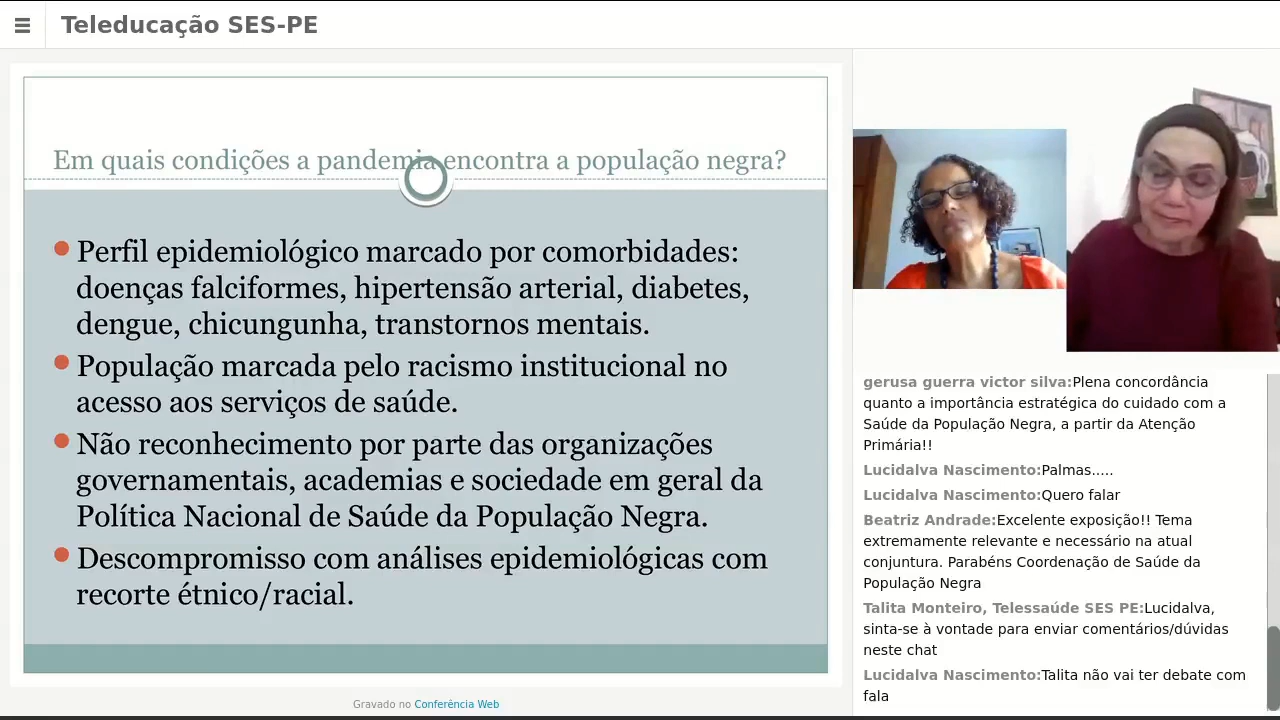 Teleducação SES-PE
Em quais condições a pandemia encontra a população negra?
Perfil epidemiológico marcado por comorbidades:
doenças falciformes, hipertensão arterial, diabetes,
dengue, chicungunha, transtornos mentais.
População marcada pelo racismo institucional no
acesso aos serviços de saúde.
Não reconhecimento por parte das organizações
governamentais, academias e sociedade em geral da
Política Nacional de Saúde da População Negra.
Descompromisso com análises epidemiológicas com
recorte étnico/racial.
Gravado no Conferência Web
gerusa guerra victor silva:Plena concordância
quanto a importância estratégica do cuidado com a
Saúde da População Negra, a partir da Atenção
Primária!!
Lucidalva Nascimento:Palmas.....
Lucidalva Nascimento:Quero falar
Beatriz Andrade:Excelente exposição!! Tema
extremamente relevante e necessário na atual
conjuntura. Parabéns Coordenação de Saúde da
População Negra
Talita Monteiro, Telessaúde SES PE:Lucidalva,
sinta-se à vontade para enviar comentários/dúvidas
neste chat
Lucidalva Nascimento:Talita não vai ter debate com
fala